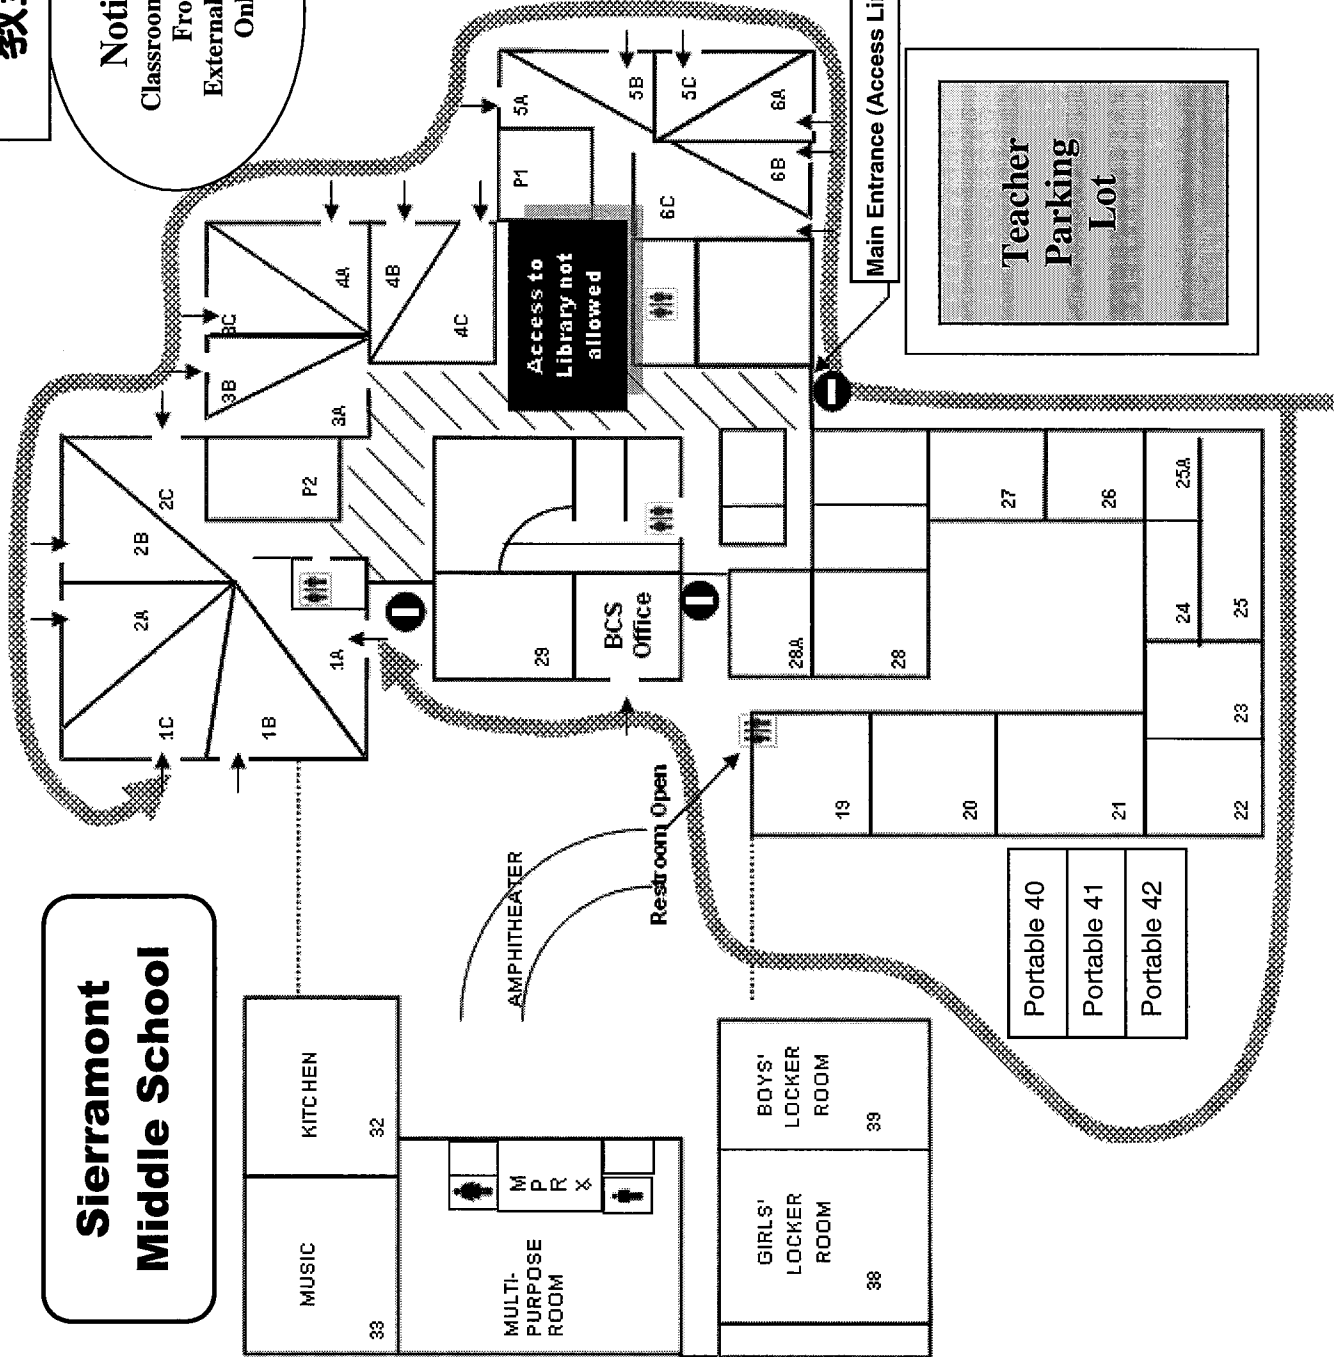 Sierramont
Middle School
教
Noti
Classroom
Fro
External
Onl
MUSIC
33
KITCHEN
32
MULTI-
PURPOSE
ROOM
M
P
R
X
GIRLS'
LOCKER
ROOM
38
BOYS'
LOCKER
ROOM
39
AMPHITHEATER
Restroom Open
Portable 40
Portable 41
Portable 42
1C
1B
1A
2A
2B
2C
P2
3A
3B
3C
4A
4B
4C
P1
5A
5B
5C
6A
6B
6C
Access to
Library not
allowed
29
BCS
Office
28A
28
19
20
21
22
23
24
25
25A
26
27
Main Entrance (Access Li
Teacher
Parking
Lot